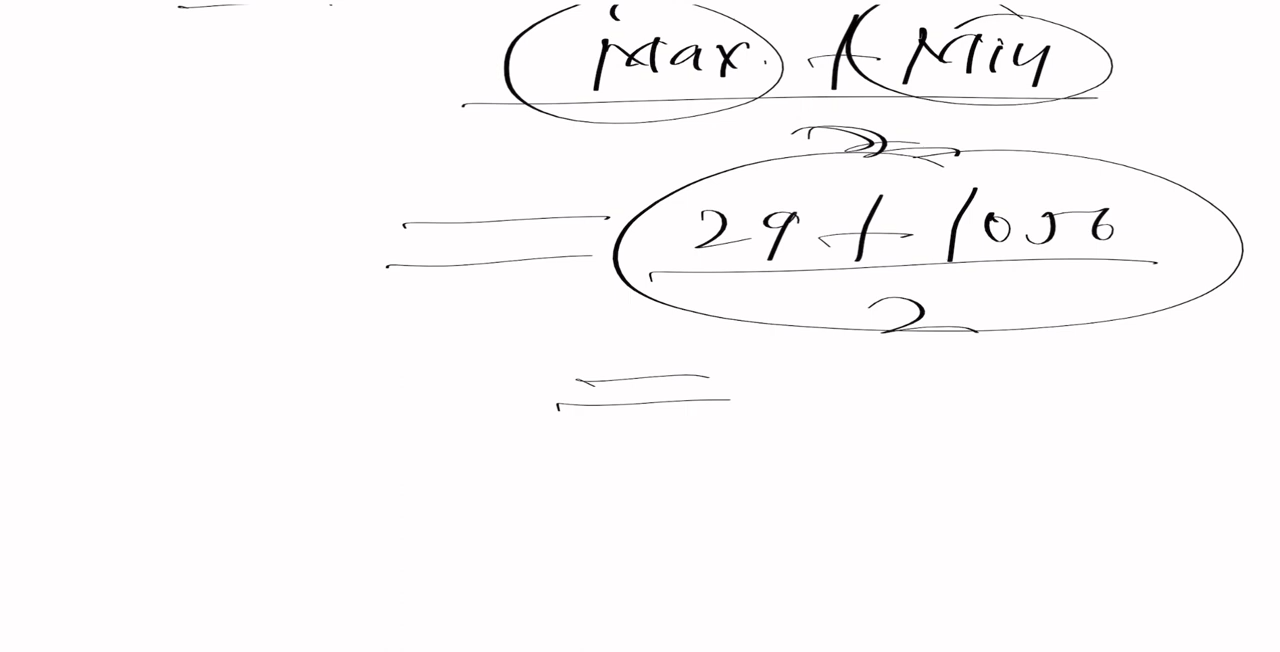 Max. + Min
2
= 29 + 1056
2
=